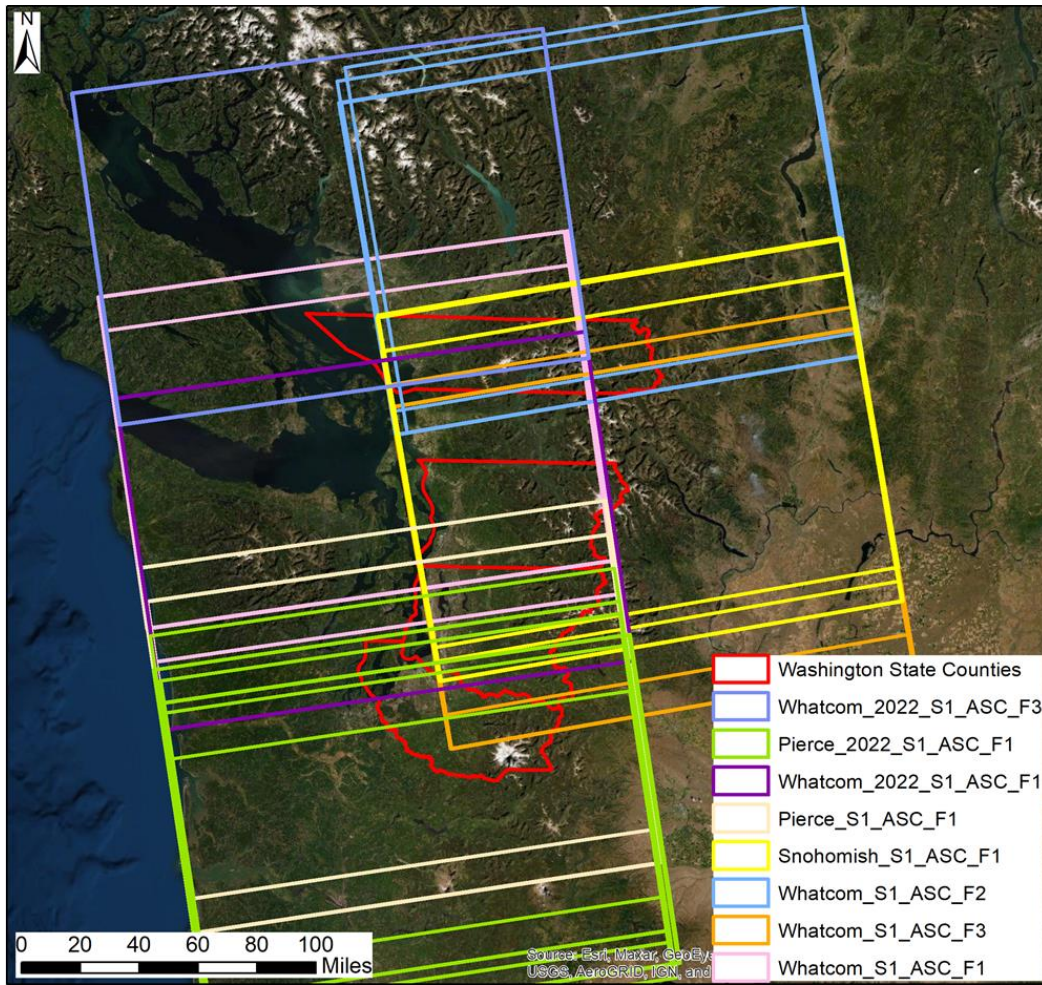 N
Washington State Counties
Whatcom_2022_S1_ASC_F3
Pierce_2022_S1_ASC_F1
Whatcom_2022_S1_ASC_F1
Pierce_S1_ASC_F1
Snohomish_S1_ASC_F1
Whatcom_S1_ASC_F2
Whatcom_S1_ASC_F3
Whatcom_S1_ASC_F1
0 20 40 60 80 100
Miles
Source: Esri, Maxar, GeoEye
USGS, AeroGRID, IGN, and